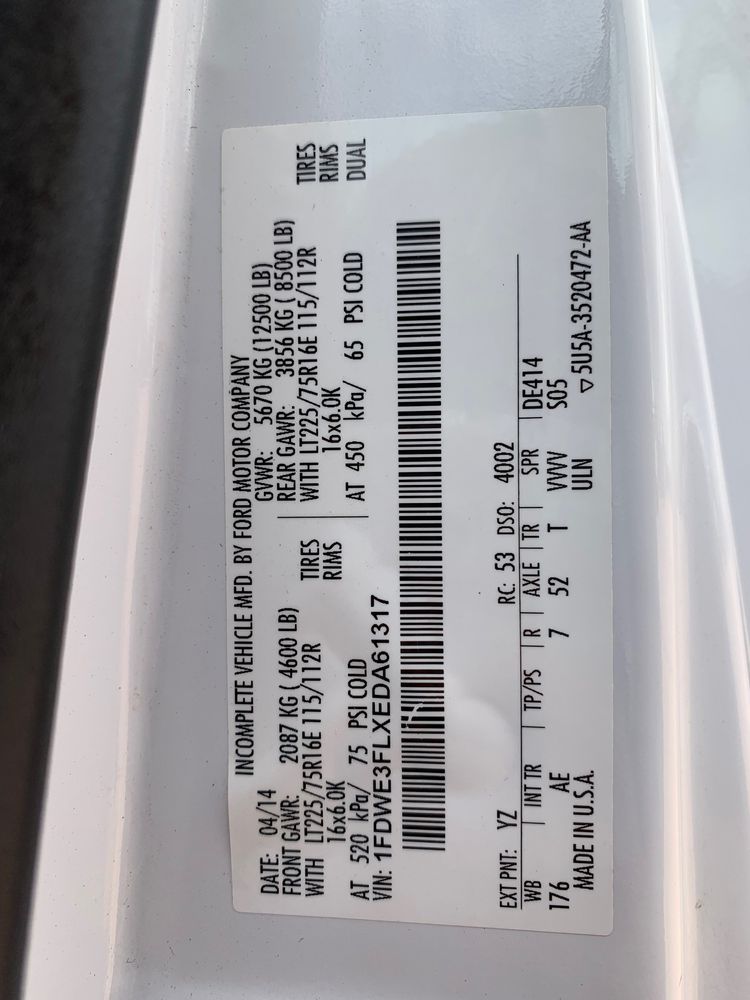 INCOMPLETE VEHICLE MFD. BY FORD MOTOR COMPANY
DATE: 04/14 GVWR: 5670 KG (12500 LB)
FRONT GAWR: 2087 KG ( 4600 LB) REAR GAWR: 3856 KG ( 8500 LB)
WITH LT225/75R16E 115/112R TIRES WITH LT225/75R16E 115/112R TIRES
16x6.0K RIMS 16x6.0K RIMS
AT 520 kPa/ 75 PSI COLD AT 450 kPa/ 65 PSI COLD DUAL
VIN: 1FDWE3FLXEDA61317
EXT PNT: YZ RC: 53 DSO: 4002
WB | INT TR | TP/PS | R | AXLE | TR | SPR | DE414
176 AE 7 52 T VVVV S05
MADE IN U.S.A. ULN ▽5U5A-3520472-AA